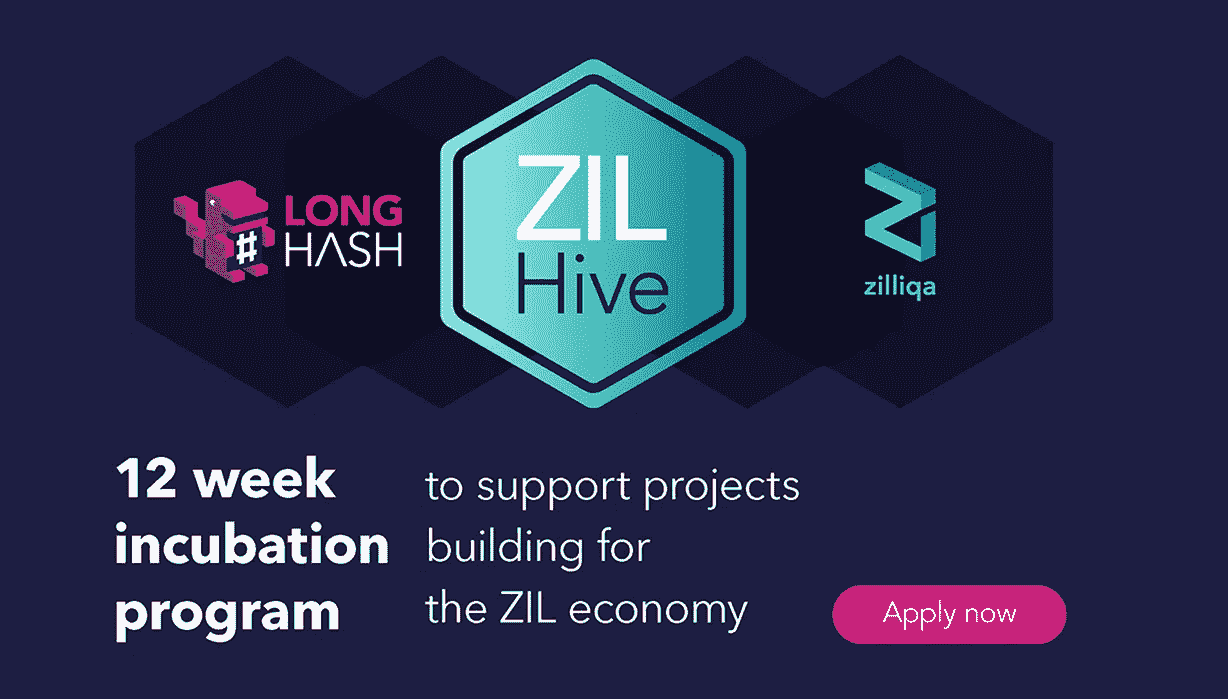 LONG
HASH
#
ZIL
Hive
zilliqa
12 week
incubation
program
to support projects
building for
the ZIL economy
Apply now